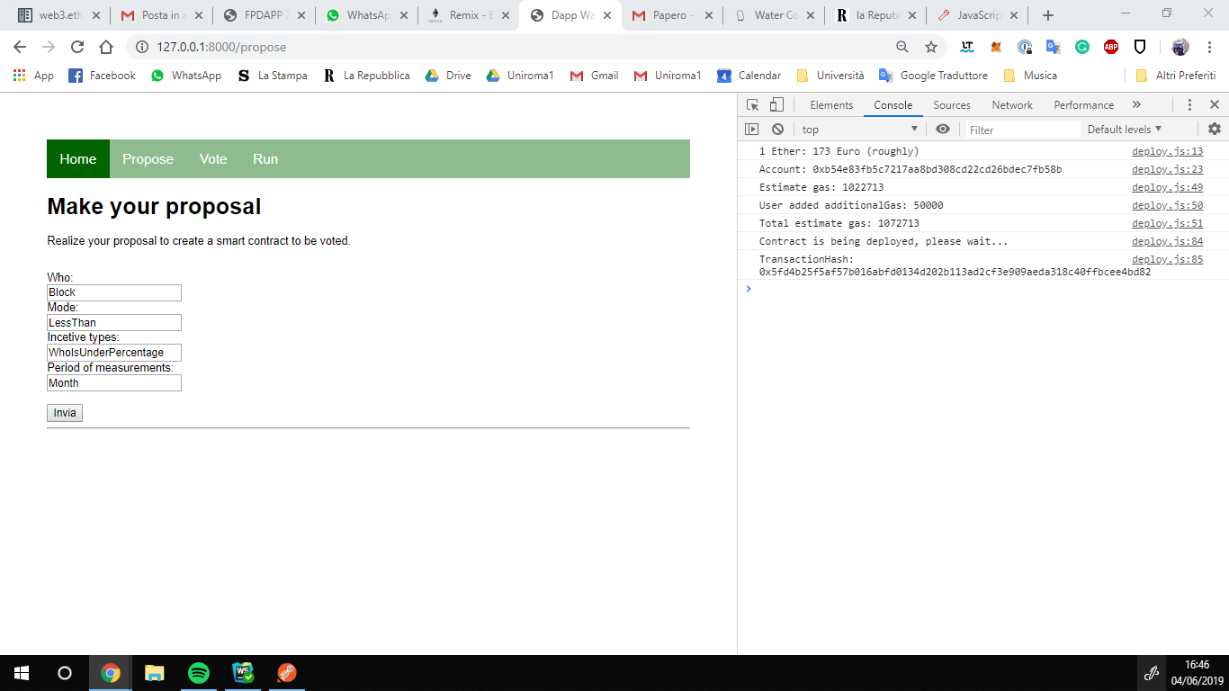 web3.eth
Posta in a
FPDAPP 2
WhatsAp
Remix - E
Dapp Wa
Papero -
Water Co
la Repub
JavaScrip
127.0.0.1:8000/propose
App
Facebook
WhatsApp
La Stampa
La Repubblica
Drive
Uniroma1
Gmail
Uniroma1
Calendar
Università
Google Traduttore
Musica
Altri Preferiti
Home
Propose
Vote
Run
Make your proposal
Realize your proposal to create a smart contract to be voted.
Who:
Block
Mode:
LessThan
Incetive types:
WhoIsUnderPercentage
Period of measurements:
Month
Invia
Elements
Console
Sources
Network
Performance
top
Filter
Default levels
1 Ether: 173 Euro (roughly) deploy.js:13
Account: 0xb54e83fb5c7217aa8bd308cd22cd26bdec7fb58b deploy.js:23
Estimate gas: 1022713 deploy.js:49
User added additionalGas: 50000 deploy.js:50
Total estimate gas: 1072713 deploy.js:51
Contract is being deployed, please wait... deploy.js:84
TransactionHash: deploy.js:85
0x5fd4b25f5af57b016abfd0134d202b113ad2cf3e909aeda318c40ffbcee4bd82
16:46
04/06/2019